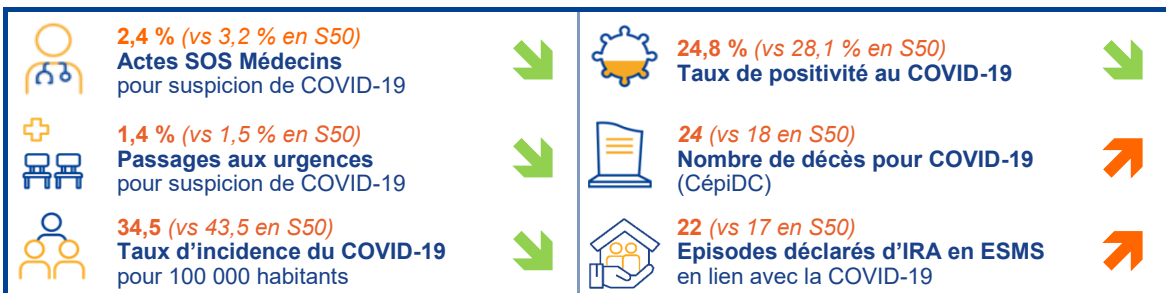 2,4 % (vs 3,2 % en S50)
Actes SOS Médecins
pour suspicion de COVID-19
1,4 % (vs 1,5 % en S50)
Passages aux urgences
pour suspicion de COVID-19
34,5 (vs 43,5 en S50)
Taux d'incidence du COVID-19
pour 100 000 habitants
24,8 % (vs 28,1 % en S50)
Taux de positivité au COVID-19
24 (vs 18 en S50)
Nombre de décès pour COVID-19
(CépiDC)
22 (vs 17 en S50)
Episodes déclarés d'IRA en ESMS
en lien avec la COVID-19